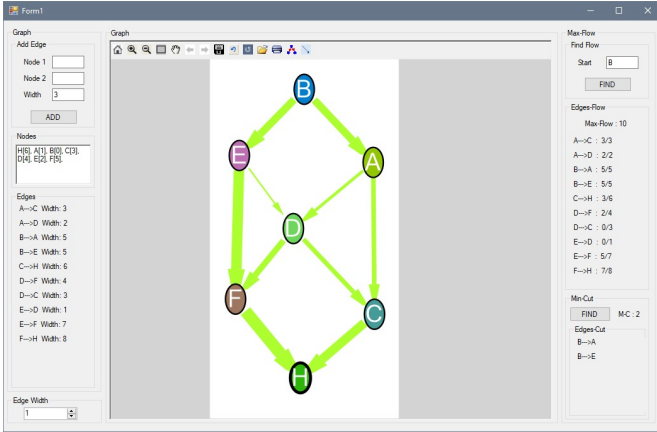 Form1
Graph
Add Edge
Node 1
Node 2
Width 3
ADD
Nodes
H[6], A[1], B[0], C[3],
D[4], E[2], F[5],
Edges
A--->C Width: 3
A--->D Width: 2
B--->A Width: 5
B--->E Width: 5
C--->H Width: 6
D--->F Width: 4
D--->C Width: 3
E--->D Width: 1
E--->F Width: 7
F--->H Width: 8
Edge Width
1
Graph
B
E
A
D
F
C
H
Max-Flow
Find Flow
Start B
FIND
Edges-Flow
Max-Flow : 10
A--->C : 3/3
A--->D : 2/2
B--->A : 5/5
B--->E : 5/5
C--->H : 3/6
D--->F : 2/4
D--->C : 0/3
E--->D : 0/1
E--->F : 5/7
F--->H : 7/8
Min-Cut
FIND M-C : 2
Edges-Cut
B--->A
B--->E